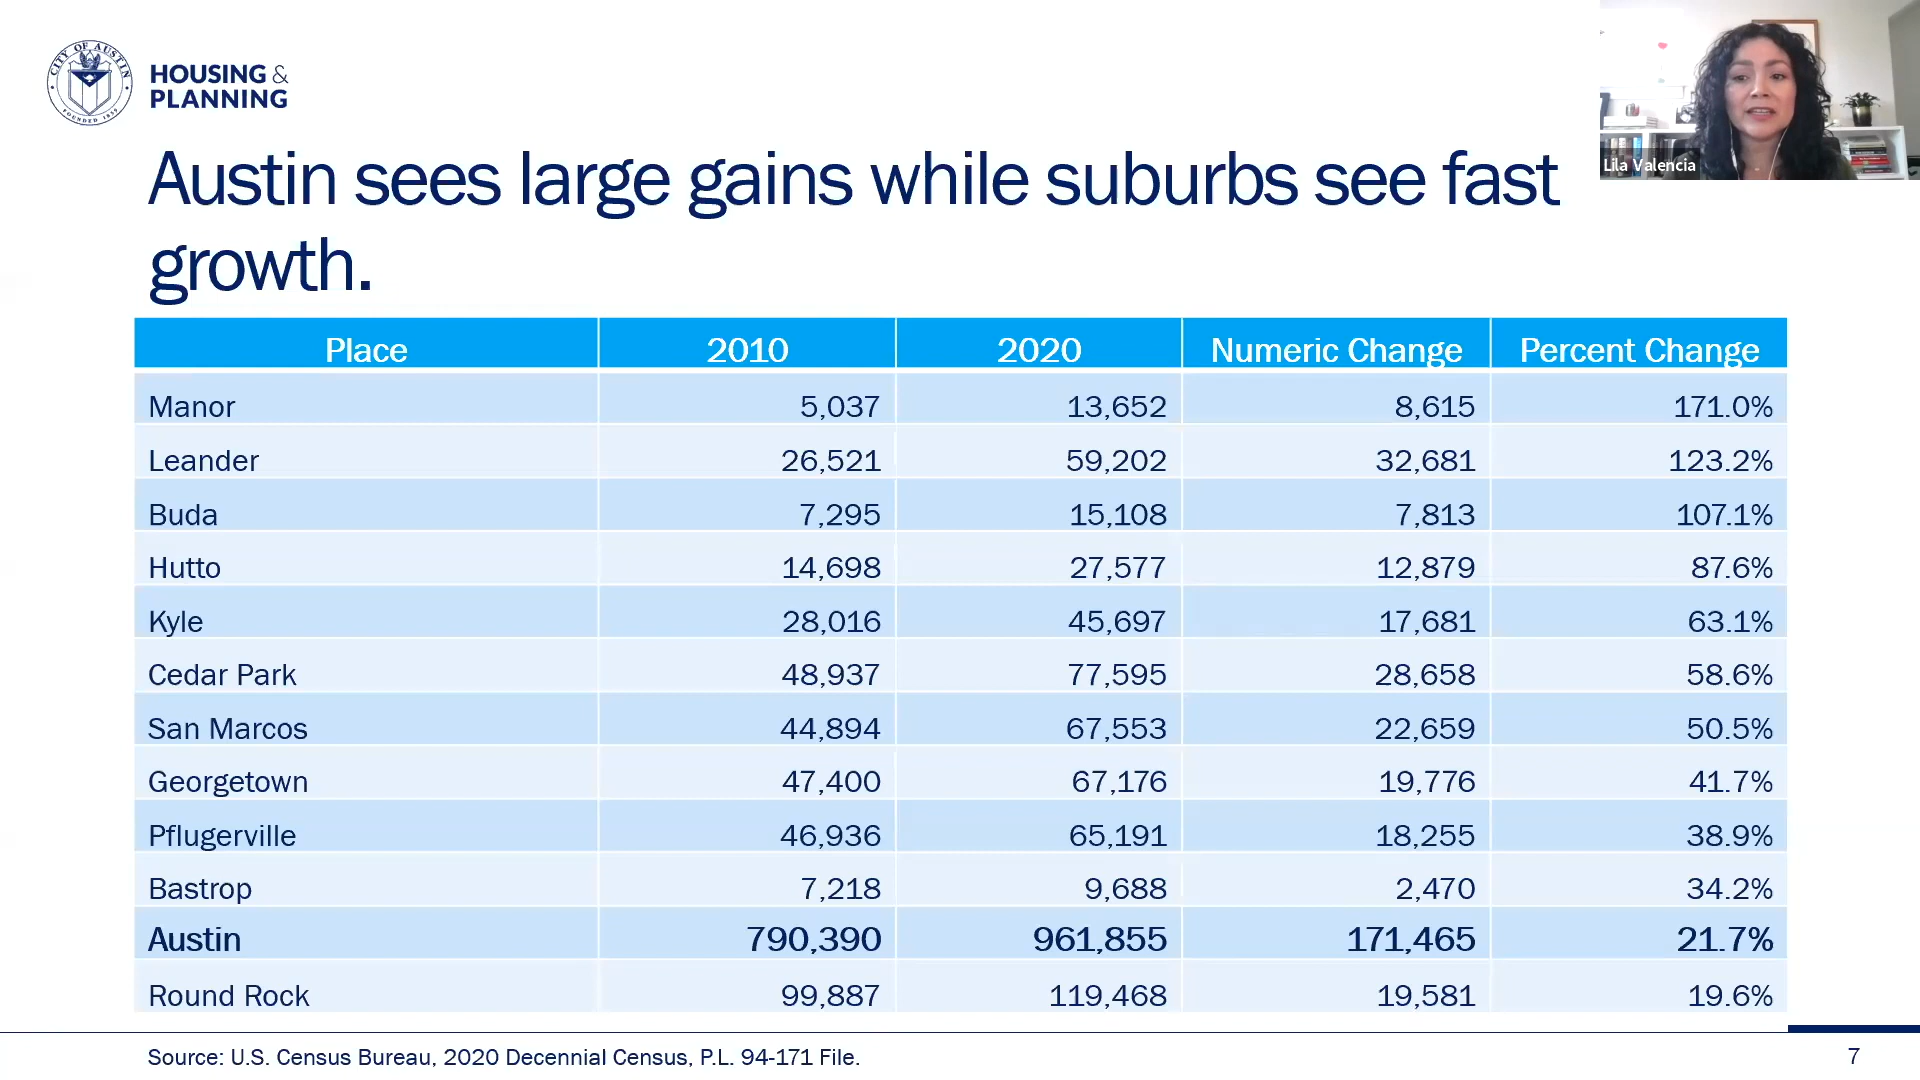 CITY OF AUSTIN
FOUNDED 1839
HOUSING &
PLANNING
Lila Valencia
Austin sees large gains while suburbs see fast
growth.
Place 2010 2020 Numeric Change Percent Change
Manor 5,037 13,652 8,615 171.0%
Leander 26,521 59,202 32,681 123.2%
Buda 7,295 15,108 7,813 107.1%
Hutto 14,698 27,577 12,879 87.6%
Kyle 28,016 45,697 17,681 63.1%
Cedar Park 48,937 77,595 28,658 58.6%
San Marcos 44,894 67,553 22,659 50.5%
Georgetown 47,400 67,176 19,776 41.7%
Pflugerville 46,936 65,191 18,255 38.9%
Bastrop 7,218 9,688 2,470 34.2%
Austin 790,390 961,855 171,465 21.7%
Round Rock 99,887 119,468 19,581 19.6%
Source: U.S. Census Bureau, 2020 Decennial Census, P.L. 94-171 File.
7